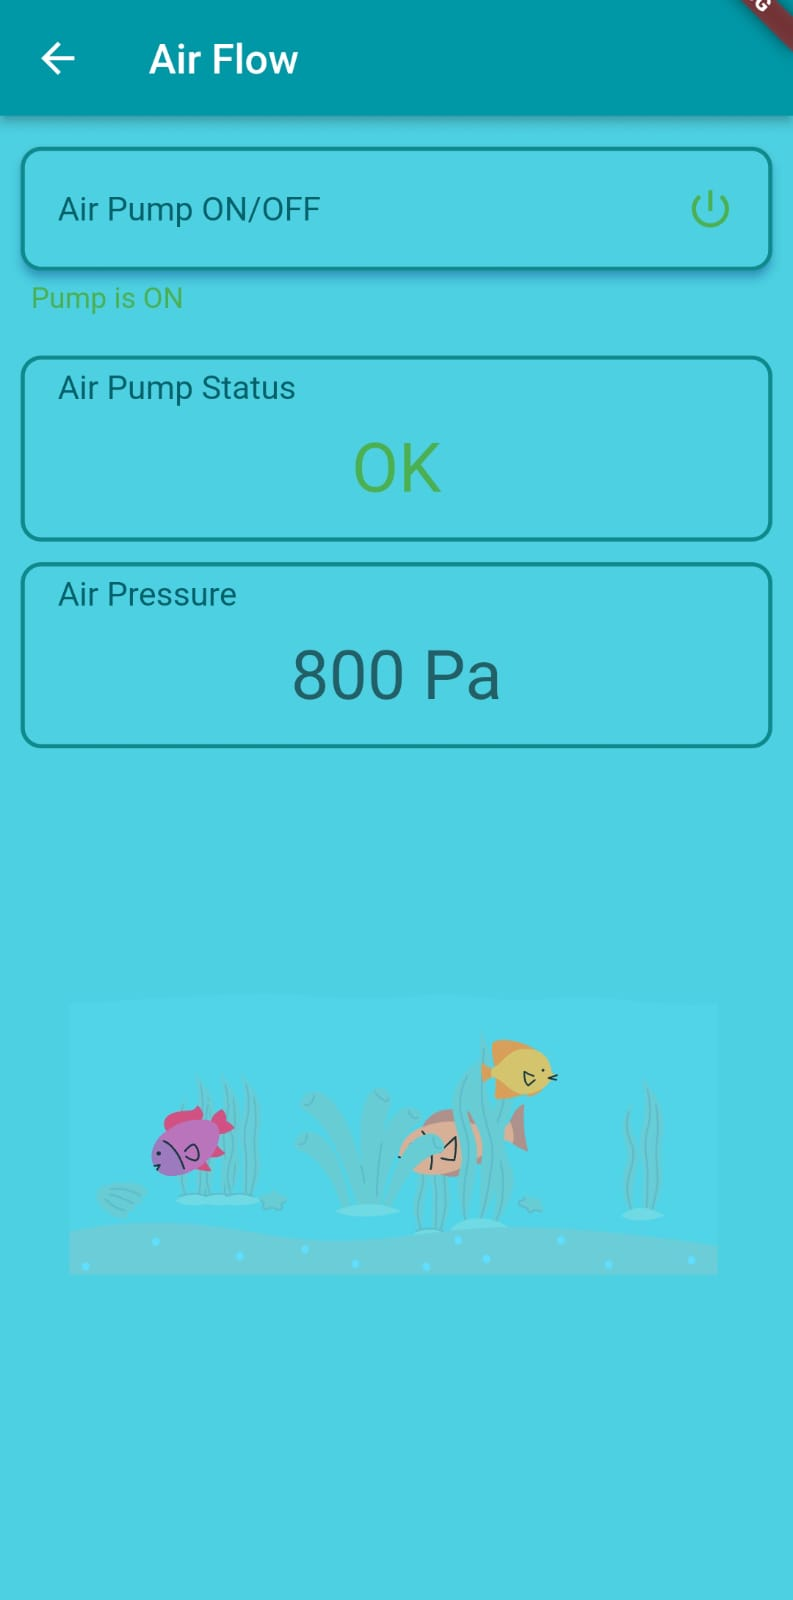 Air Flow
Air Pump ON/OFF
Pump is ON
Air Pump Status
OK
Air Pressure
800 Pa